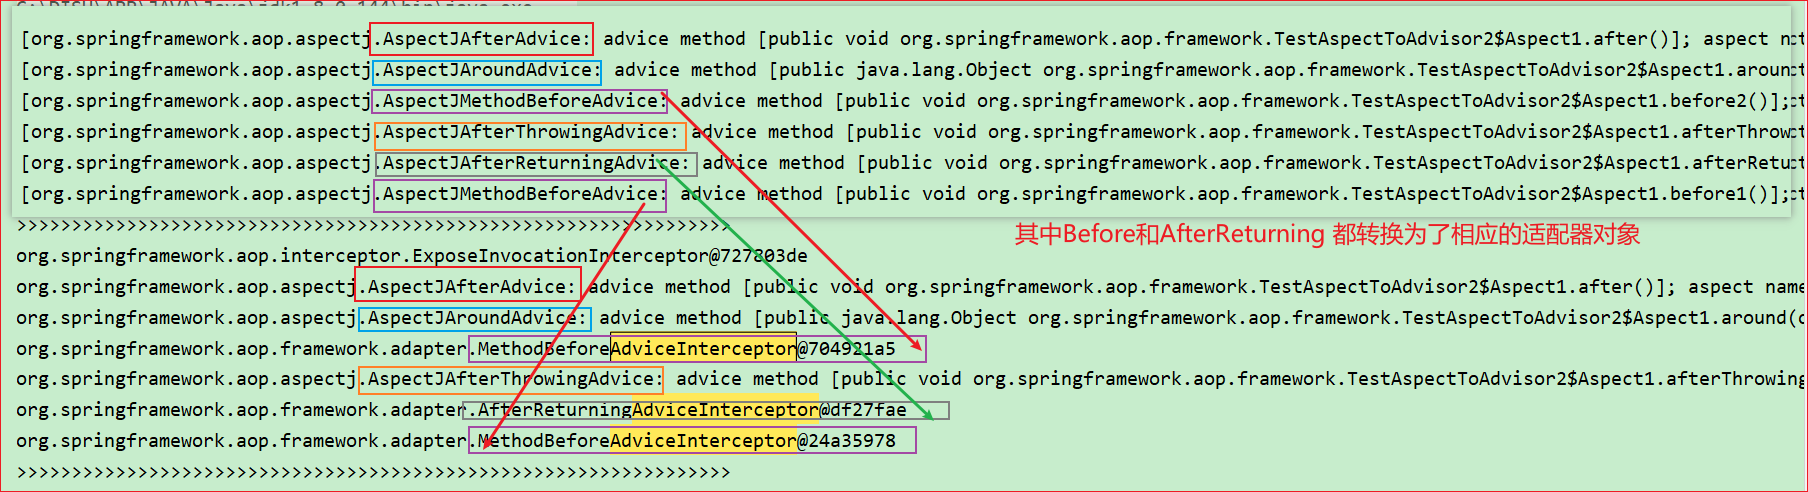 [org.springframework.aop.aspectj.AspectJAfterAdvice: advice method [public void org.springframework.aop.framework.TestAspectToAdvisor2$Aspect1.after()]; aspect n
[org.springframework.aop.aspectj.AspectJAroundAdvice: advice method [public java.lang.Object org.springframework.aop.framework.TestAspectToAdvisor2$Aspect1.aroun
[org.springframework.aop.aspectj.AspectJMethodBeforeAdvice: advice method [public void org.springframework.aop.framework.TestAspectToAdvisor2$Aspect1.before2()];
[org.springframework.aop.aspectj.AspectJAfterThrowingAdvice: advice method [public void org.springframework.aop.framework.TestAspectToAdvisor2$Aspect1.afterThrow
[org.springframework.aop.aspectj.AspectJAfterReturningAdvice: advice method [public void org.springframework.aop.framework.TestAspectToAdvisor2$Aspect1.afterRetu
[org.springframework.aop.aspectj.AspectJMethodBeforeAdvice: advice method [public void org.springframework.aop.framework.TestAspectToAdvisor2$Aspect1.before1()];
>>>>>>>>>>>>>>>>>>>>>>>>>>>>>>>>>>>>>>>>>>>>>>>>>>>>>>>>>>>>>>>>>
其中Before和AfterReturning 都转换为了相应的适配器对象
org.springframework.aop.interceptor.ExposeInvocationInterceptor@727803de
org.springframework.aop.aspectj.AspectJAfterAdvice: advice method [public void org.springframework.aop.framework.TestAspectToAdvisor2$Aspect1.after()]; aspect name
org.springframework.aop.aspectj.AspectJAroundAdvice: advice method [public java.lang.Object org.springframework.aop.framework.TestAspectToAdvisor2$Aspect1.around(
org.springframework.aop.framework.adapter.MethodBeforeAdviceInterceptor@704921a5
org.springframework.aop.aspectj.AspectJAfterThrowingAdvice: advice method [public void org.springframework.aop.framework.TestAspectToAdvisor2$Aspect1.afterThrowing
org.springframework.aop.framework.adapter.AfterReturningAdviceInterceptor@df27fae
org.springframework.aop.framework.adapter.MethodBeforeAdviceInterceptor@24a35978
>>>>>>>>>>>>>>>>>>>>>>>>>>>>>>>>>>>>>>>>>>>>>>>>>>>>>>>>>>>>>>>>>